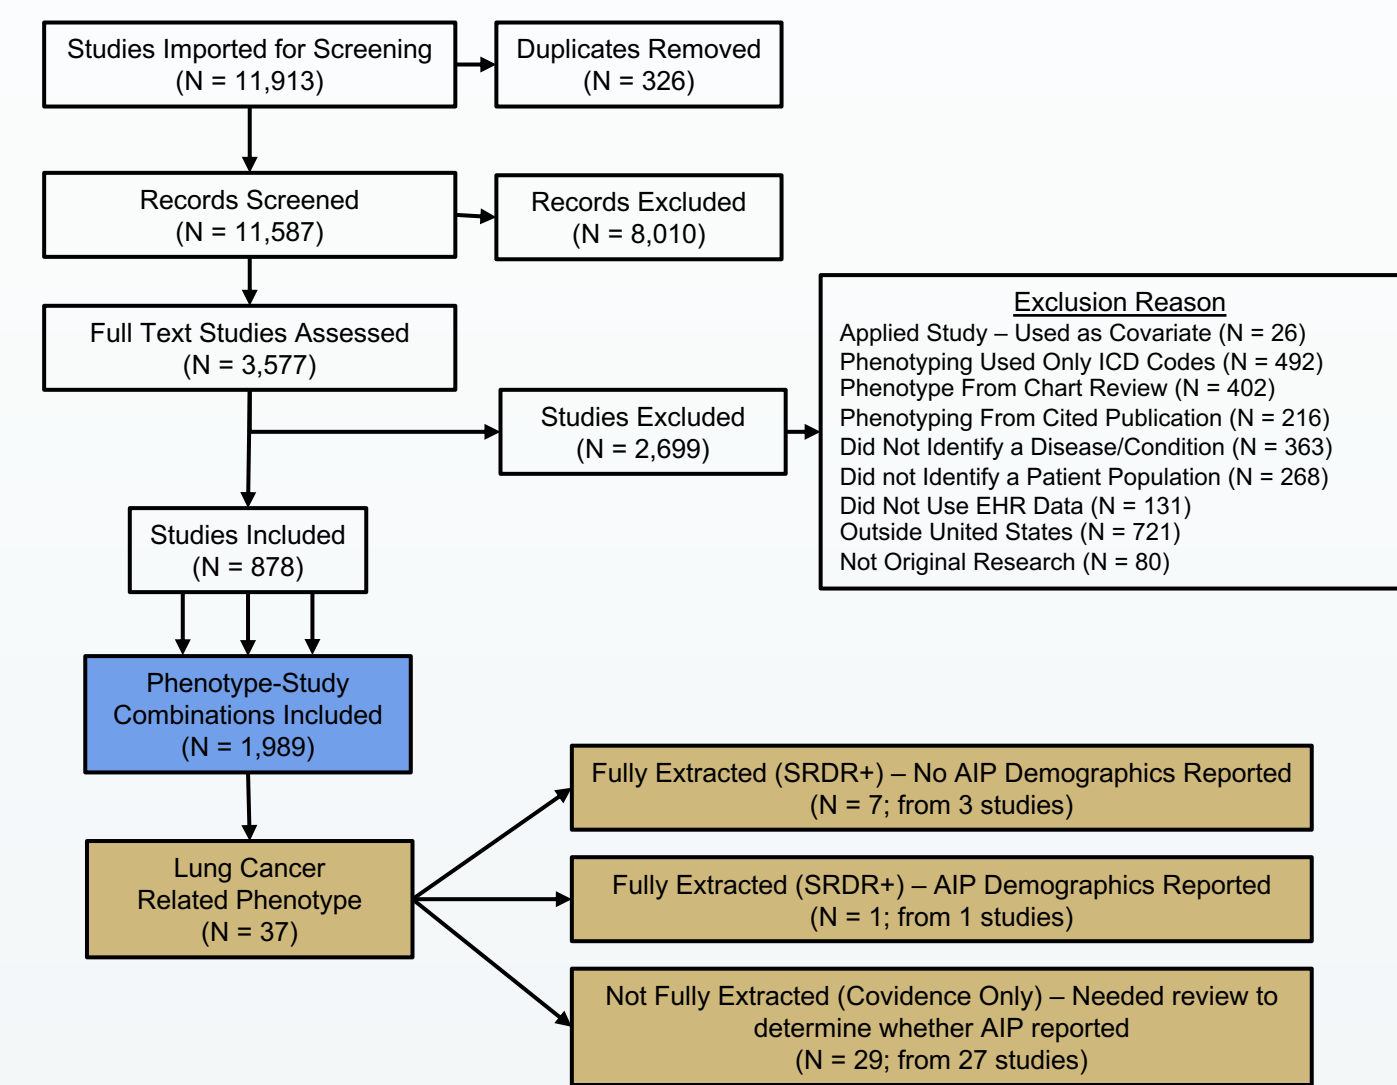 Studies Imported for Screening
(N = 11,913)
Duplicates Removed
(N = 326)
Records Screened
(N = 11,587)
Records Excluded
(N = 8,010)
Full Text Studies Assessed
(N = 3,577)
Studies Excluded
(N = 2,699)
Exclusion Reason
Applied Study – Used as Covariate (N = 26)
Phenotyping Used Only ICD Codes (N = 492)
Phenotype From Chart Review (N = 402)
Phenotyping From Cited Publication (N = 216)
Did Not Identify a Disease/Condition (N = 363)
Did not Identify a Patient Population (N = 268)
Did Not Use EHR Data (N = 131)
Outside United States (N = 721)
Not Original Research (N = 80)
Studies Included
(N = 878)
Phenotype-Study
Combinations Included
(N = 1,989)
Lung Cancer
Related Phenotype
(N = 37)
Fully Extracted (SRDR+) – No AIP Demographics Reported
(N = 7; from 3 studies)
Fully Extracted (SRDR+) – AIP Demographics Reported
(N = 1; from 1 studies)
Not Fully Extracted (Covidence Only) – Needed review to
determine whether AIP reported
(N = 29; from 27 studies)